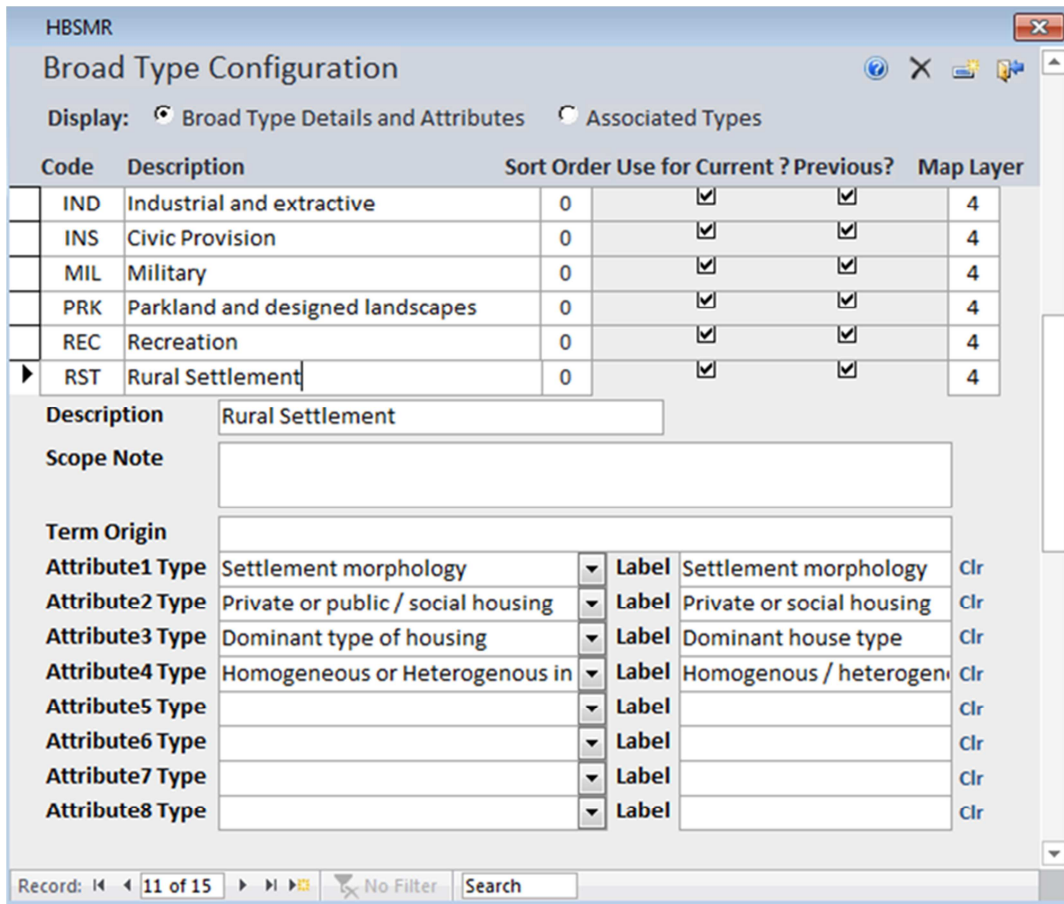 HBSMR
Broad Type Configuration
Display: Broad Type Details and Attributes Associated Types
Code Description Sort Order Use for Current ? Previous? Map Layer
IND Industrial and extractive 0 4
INS Civic Provision 0 4
MIL Military 0 4
PRK Parkland and designed landscapes 0 4
REC Recreation 0 4
RST Rural Settlement 0 4
Description Rural Settlement
Scope Note
Term Origin
Attribute1 Type Settlement morphology Label Settlement morphology Clr
Attribute2 Type Private or public / social housing Label Private or social housing Clr
Attribute3 Type Dominant type of housing Label Dominant house type Clr
Attribute4 Type Homogeneous or Heterogenous in Label Homogenous / heterogen Clr
Attribute5 Type Label Clr
Attribute6 Type Label Clr
Attribute7 Type Label Clr
Attribute8 Type Label Clr
Record: 11 of 15 No Filter Search